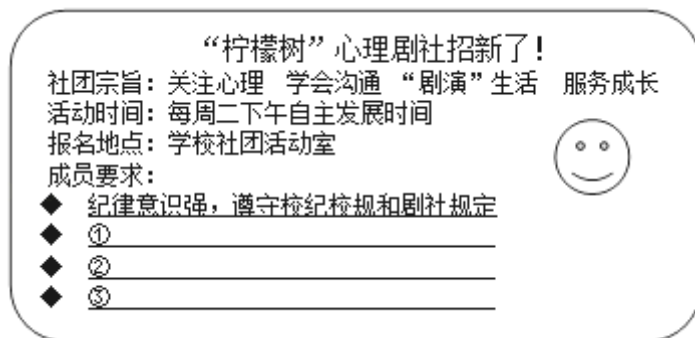 “柠檬树”心理剧社招新了!
社团宗旨：关注心理 学会沟通 “剧演”生活 服务成长
活动时间：每周二下午自主发展时间
报名地点：学校社团活动室
成员要求：
◆ 纪律意识强，遵守校纪校规和剧社规定
◆ ①
◆ ②
◆ ③